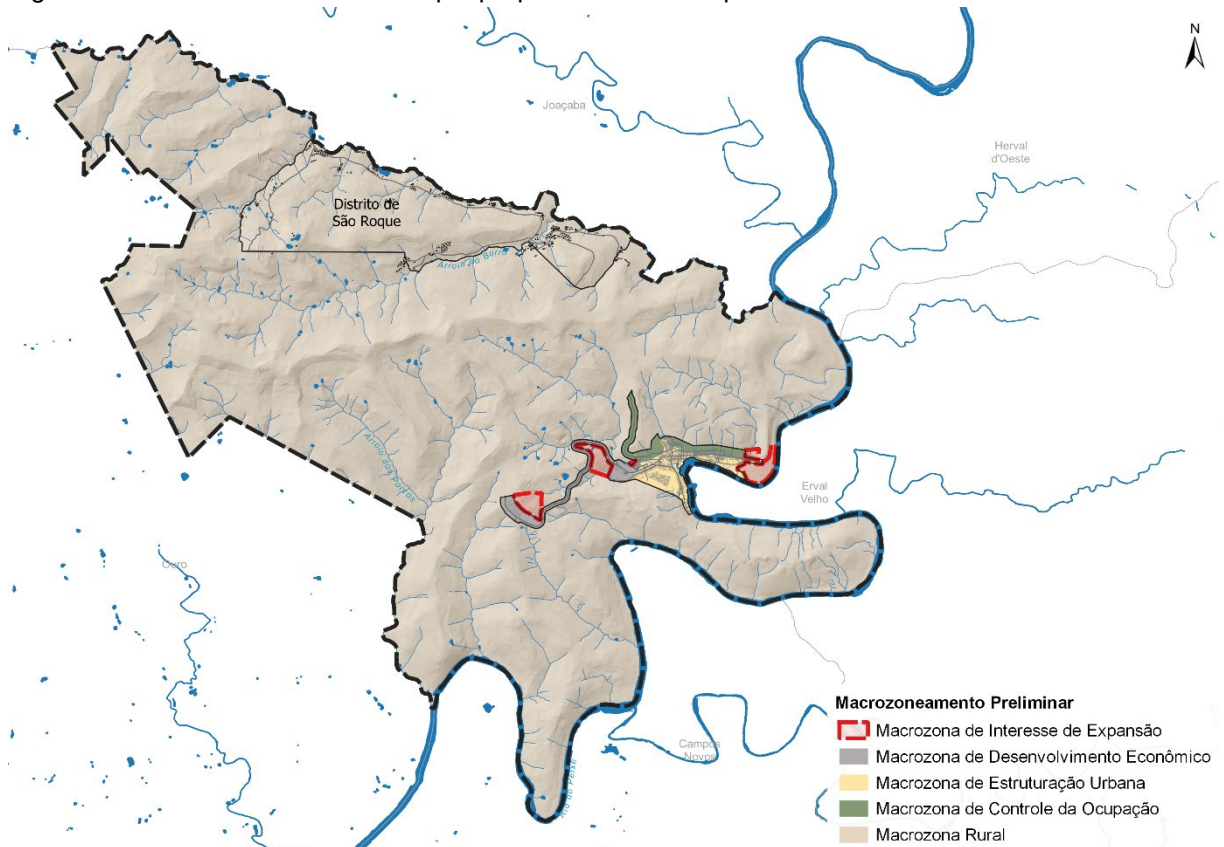 N
Joaçaba
Herval
d'Oeste
Distrito de
São Roque
Arroio do Barro
Arroio dos Porcos
Erval
Velho
Ouro
Campos
Novos
Rio do Peixe
Macrozoneamento Preliminar
Macrozona de Interesse de Expansão
Macrozona de Desenvolvimento Econômico
Macrozona de Estruturação Urbana
Macrozona de Controle da Ocupação
Macrozona Rural